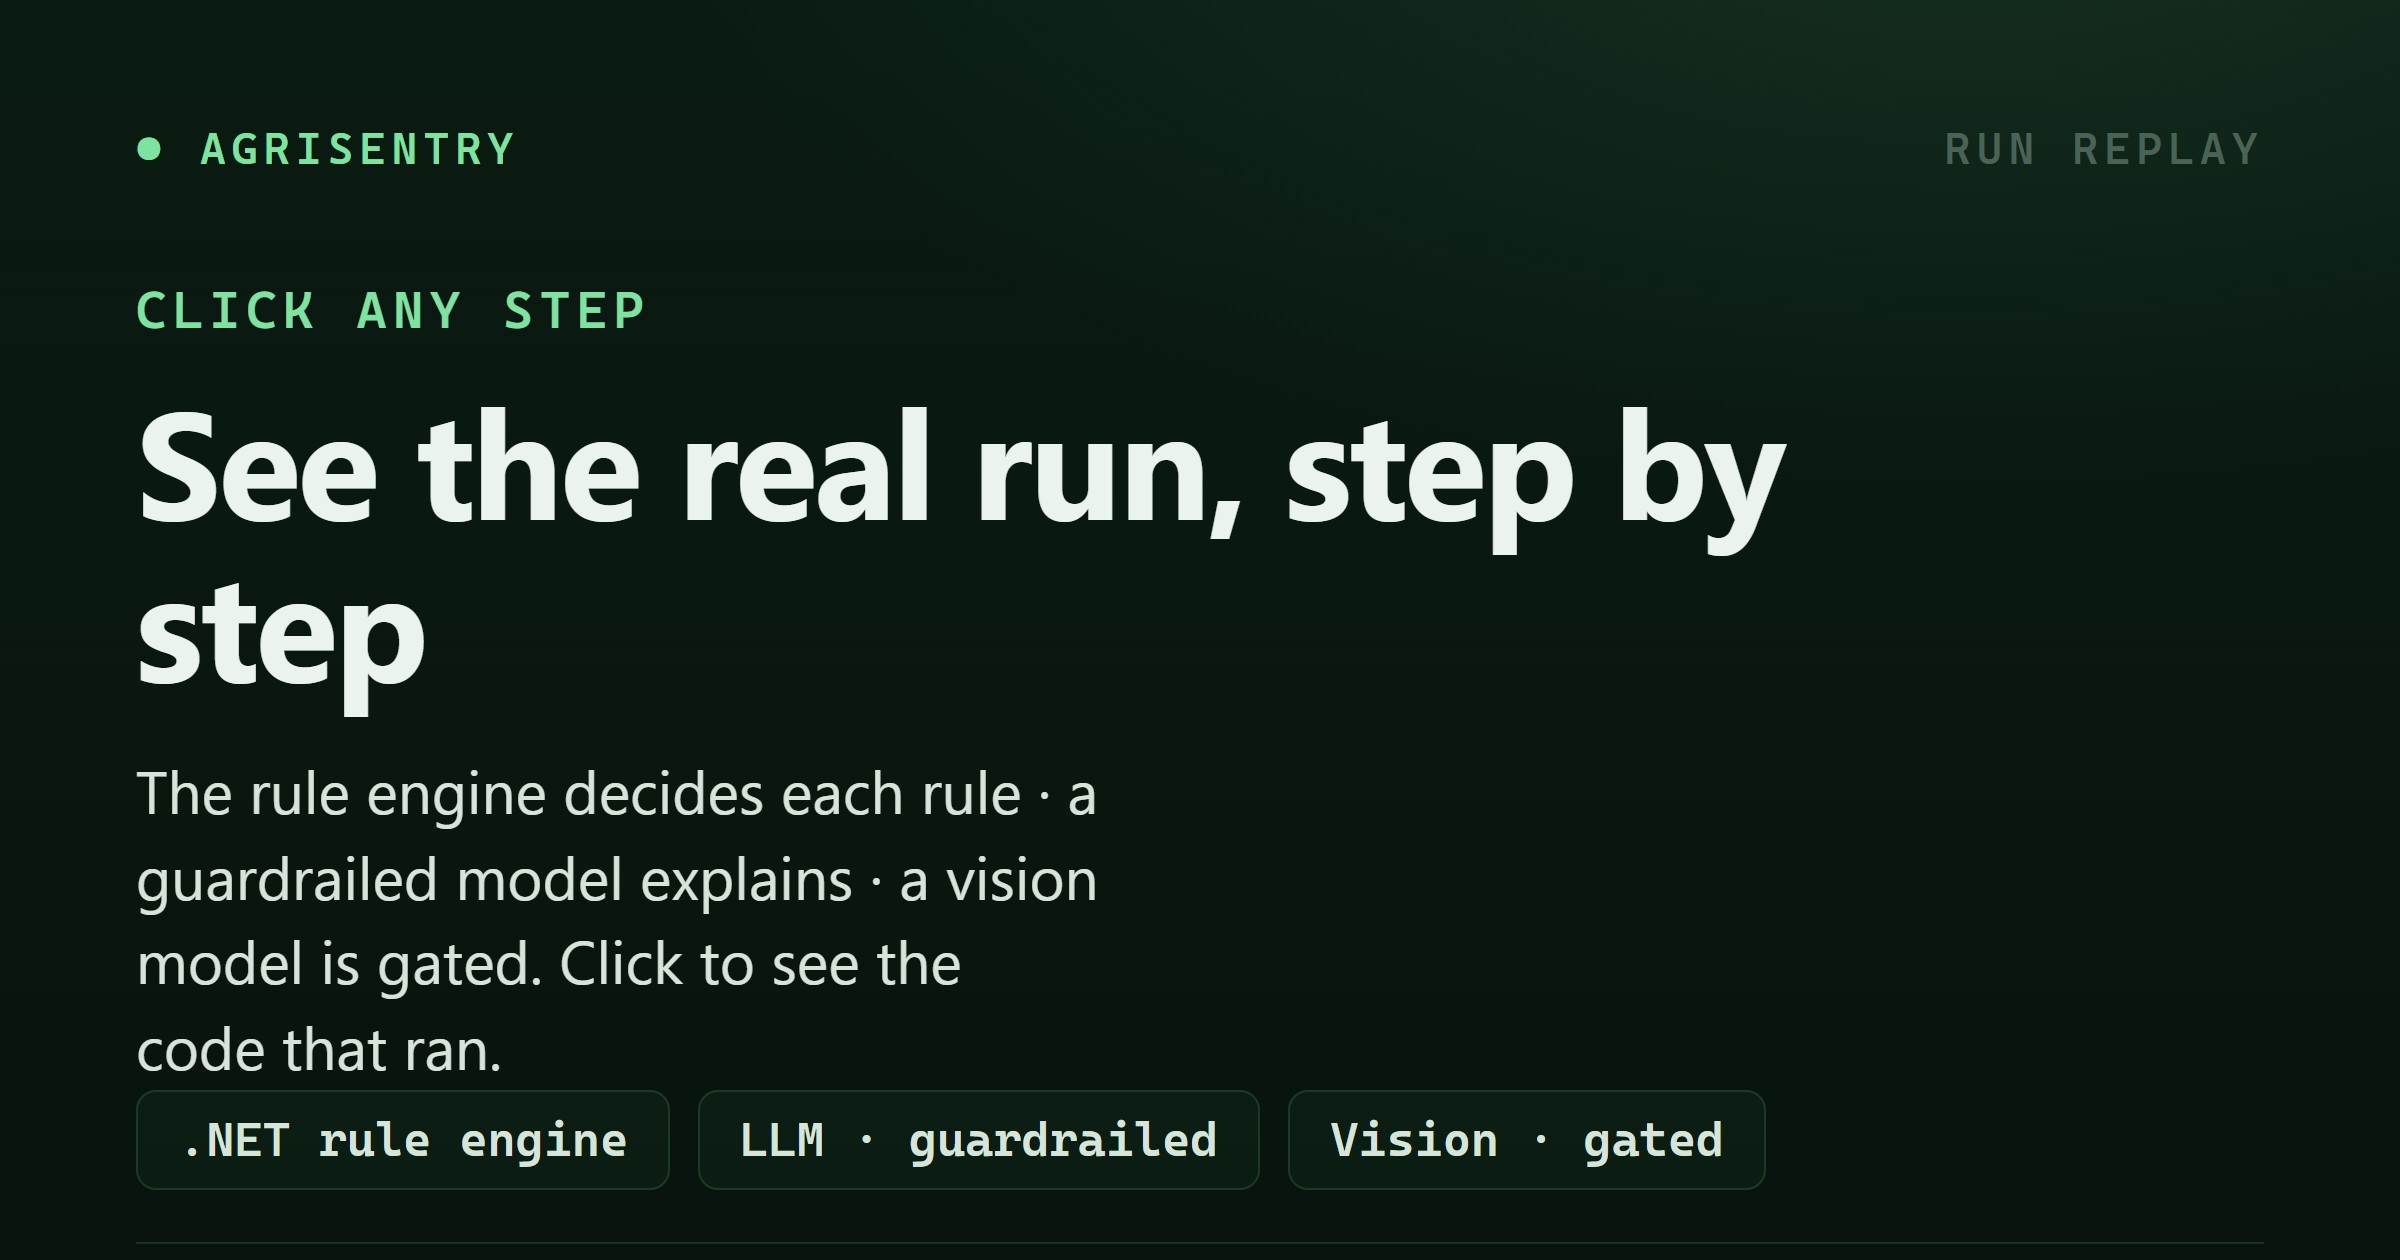 AGRISENTRY
RUN REPLAY
CLICK ANY STEP
See the real run, step by
step
The rule engine decides each rule · a
guardrailed model explains · a vision
model is gated. Click to see the
code that ran.
.NET rule engine
LLM · guardrailed
Vision · gated